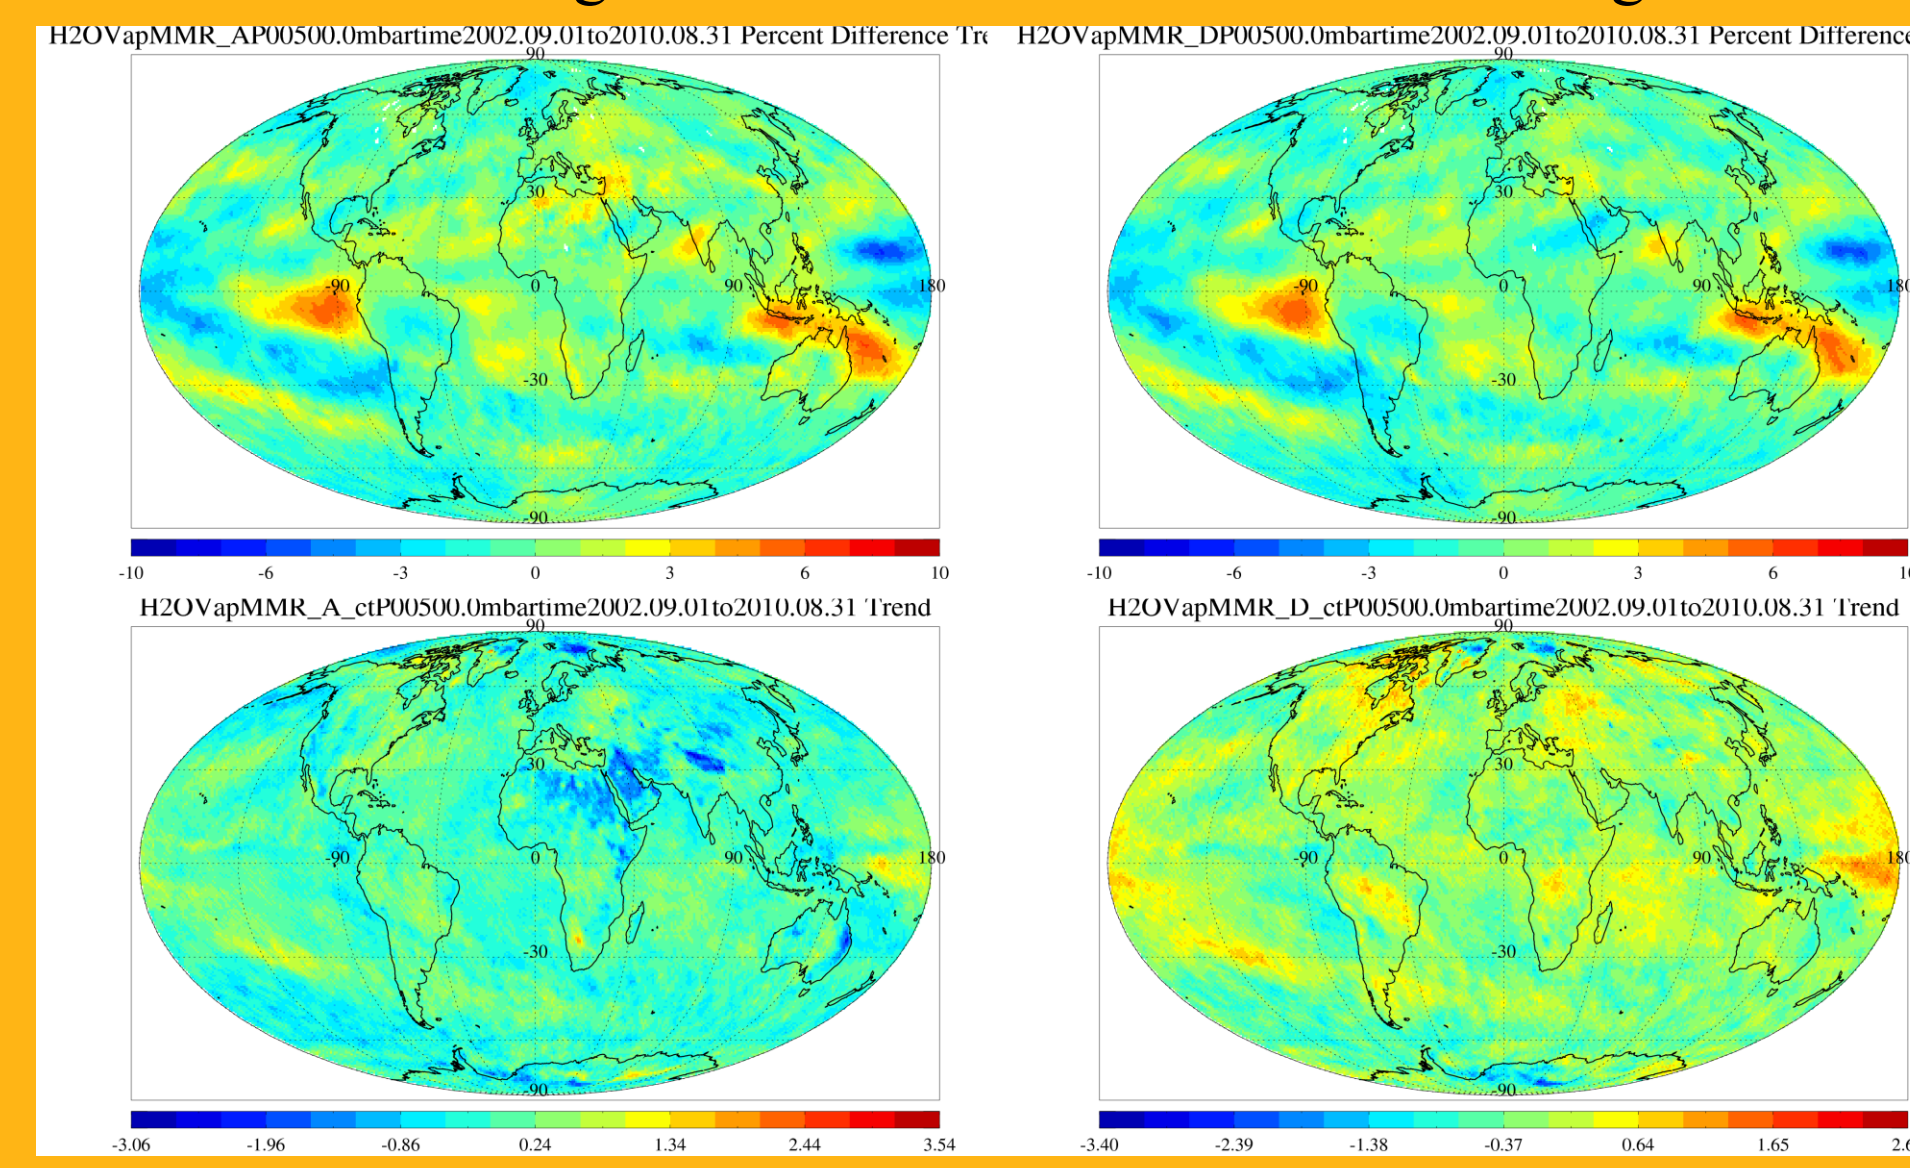 H2OVapMMR_AP00500.0mbartime2002.09.01to2010.08.31 Percent Difference
90
30
-90 0 90 180
-30
-90
-10 -6 -3 0 3 6 10
H2OVapMMR_DP00500.0mbartime2002.09.01to2010.08.31 Percent Difference
90
30
-90 0 90 180
-30
-90
-10 -6 -3 0 3 6
H2OVapMMR_A_ctP00500.0mbartime2002.09.01to2010.08.31 Trend
90
30
-90 0 90 180
-30
-90
-3.06 -1.96 -0.86 0.24 1.34 2.44 3.54
H2OVapMMR_D_ctP00500.0mbartime2002.09.01to2010.08.31 Trend
90
30
-90 0 90 180
-30
-90
-3.40 -2.39 -1.38 -0.37 0.64 1.65